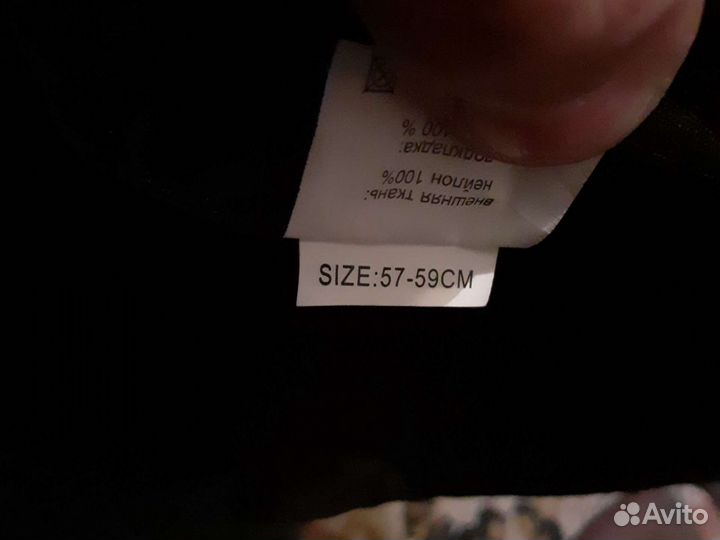 внешняя ткань:
нейлон 100%
подкладка:
100 %
SIZE:57-59CM
Avito